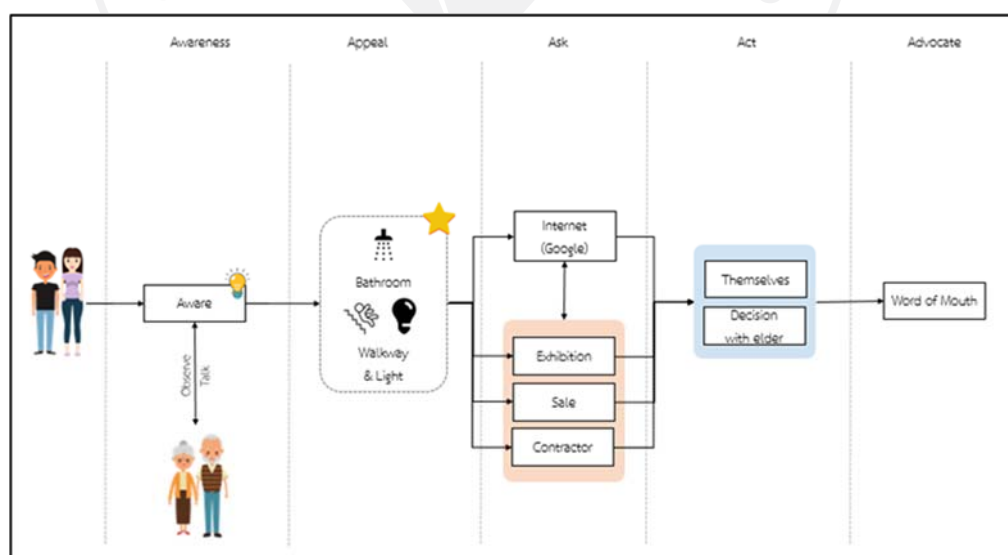 Awareness
Appeal
Ask
Act
Advocate
Aware
Observe
Talk
Bathroom
Walkway
& Light
Internet
(Google)
Exhibition
Sale
Contractor
Themselves
Decision
with elder
Word of Mouth